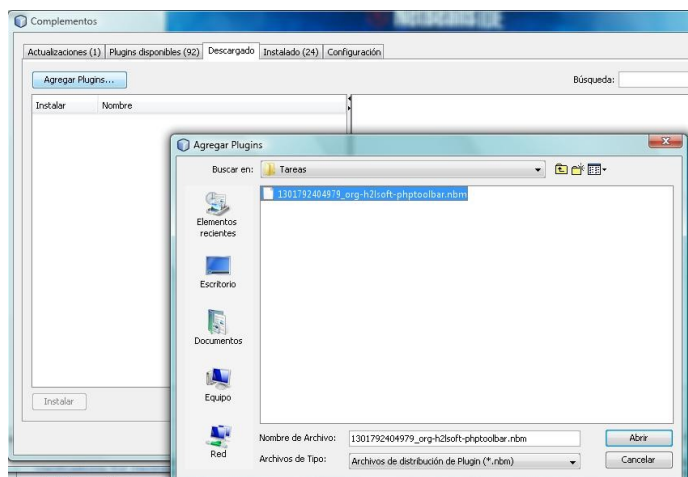 Complementos
Actualizaciones (1) Plugins disponibles (92) Descargado Instalado (24) Configuración
Agregar Plugins... Búsqueda:
Instalar Nombre
Agregar Plugins
Buscar en: Tareas
1301792404979_org-h2lsoft-phptoolbar.nbm
Elementos
recientes
Escritorio
Documentos
Equipo
Red
Instalar
Nombre de Archivo: 1301792404979_org-h2lsoft-phptoolbar.nbm Abrir
Archivos de Tipo: Archivos de distribución de Plugin (*.nbm) Cancelar